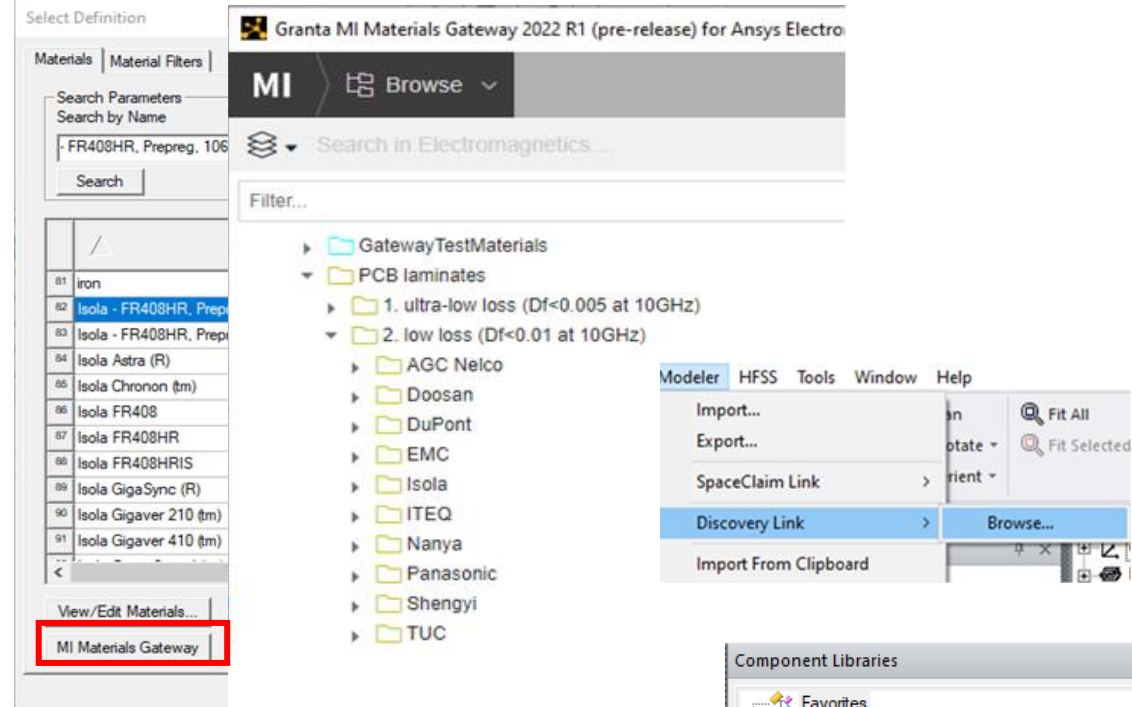 Select Definition
Materials
Material Filters
Search Parameters
Search by Name
- FR408HR, Prepreg, 106
Search
/
81 iron
82 Isola - FR408HR, Prep
83 Isola - FR408HR, Prep
84 Isola Astra (R)
85 Isola Chronon (tm)
86 Isola FR408
87 Isola FR408HR
88 Isola FR408HRIS
89 Isola GigaSync (R)
90 Isola Gigaver 210 (tm)
91 Isola Gigaver 410 (tm)
<
View/Edit Materials...
MI Materials Gateway
Granta MI Materials Gateway 2022 R1 (pre-release) for Ansys Electro
MI
Browse
Search in Electromagnetics...
Filter...
GatewayTestMaterials
PCB laminates
1. ultra-low loss (Df<0.005 at 10GHz)
2. low loss (Df<0.01 at 10GHz)
AGC Nelco
Doosan
DuPont
EMC
Isola
ITEQ
Nanya
Panasonic
Shengyi
TUC
Modeler HFSS Tools Window Help
Import...
Export...
SpaceClaim Link >
Discovery Link > Browse...
Import From Clipboard
Fit All
otate
Fit Selected
rient
Component Libraries
Favorites